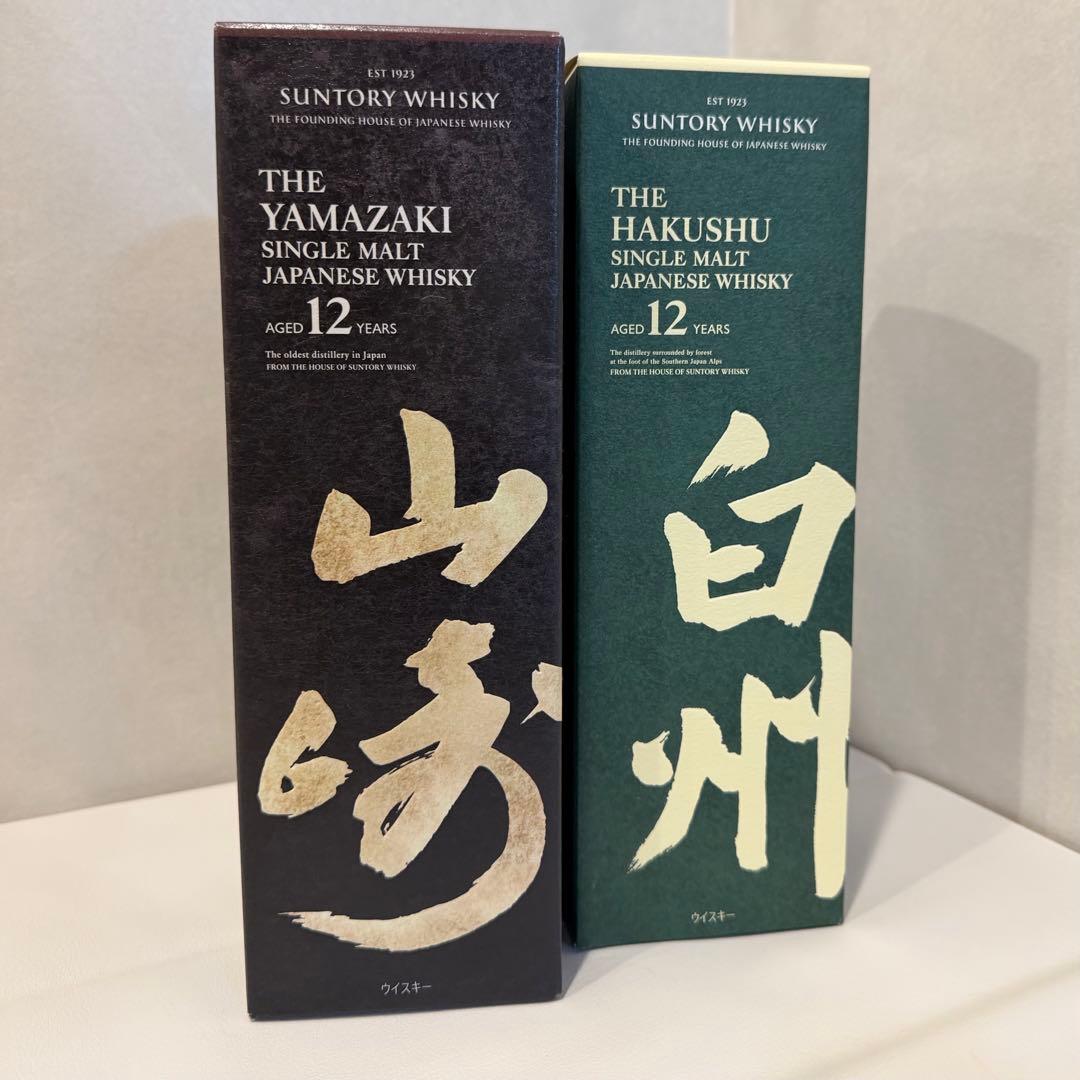 EST 1923
SUNTORY WHISKY
THE FOUNDING HOUSE OF JAPANESE WHISKY
THE
YAMAZAKI
SINGLE MALT
JAPANESE WHISKY
AGED 12 YEARS
The oldest distillery in Japan
FROM THE HOUSE OF SUNTORY WHISKY
山
崎
ウイスキー
EST 1923
SUNTORY WHISKY
THE FOUNDING HOUSE OF JAPANESE WHISKY
THE
HAKUSHU
SINGLE MALT
JAPANESE WHISKY
AGED 12 YEARS
The distillery surrounded by forest
at the foot of the Southern Japan Alps
FROM THE HOUSE OF SUNTORY WHISKY
白
州
ウイスキー